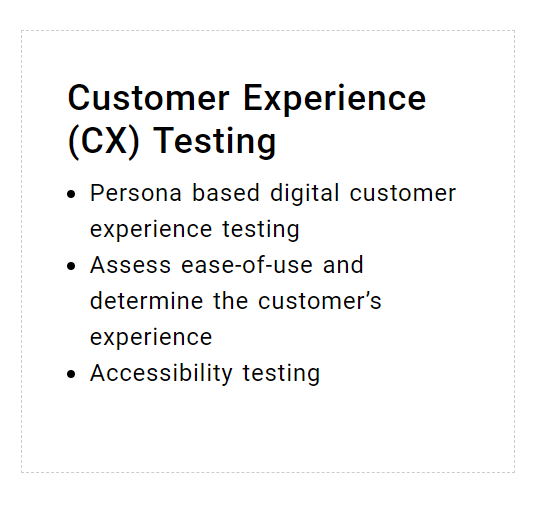 Customer Experience
(CX) Testing
• Persona based digital customer
experience testing
• Assess ease-of-use and
determine the customer’s
experience
• Accessibility testing